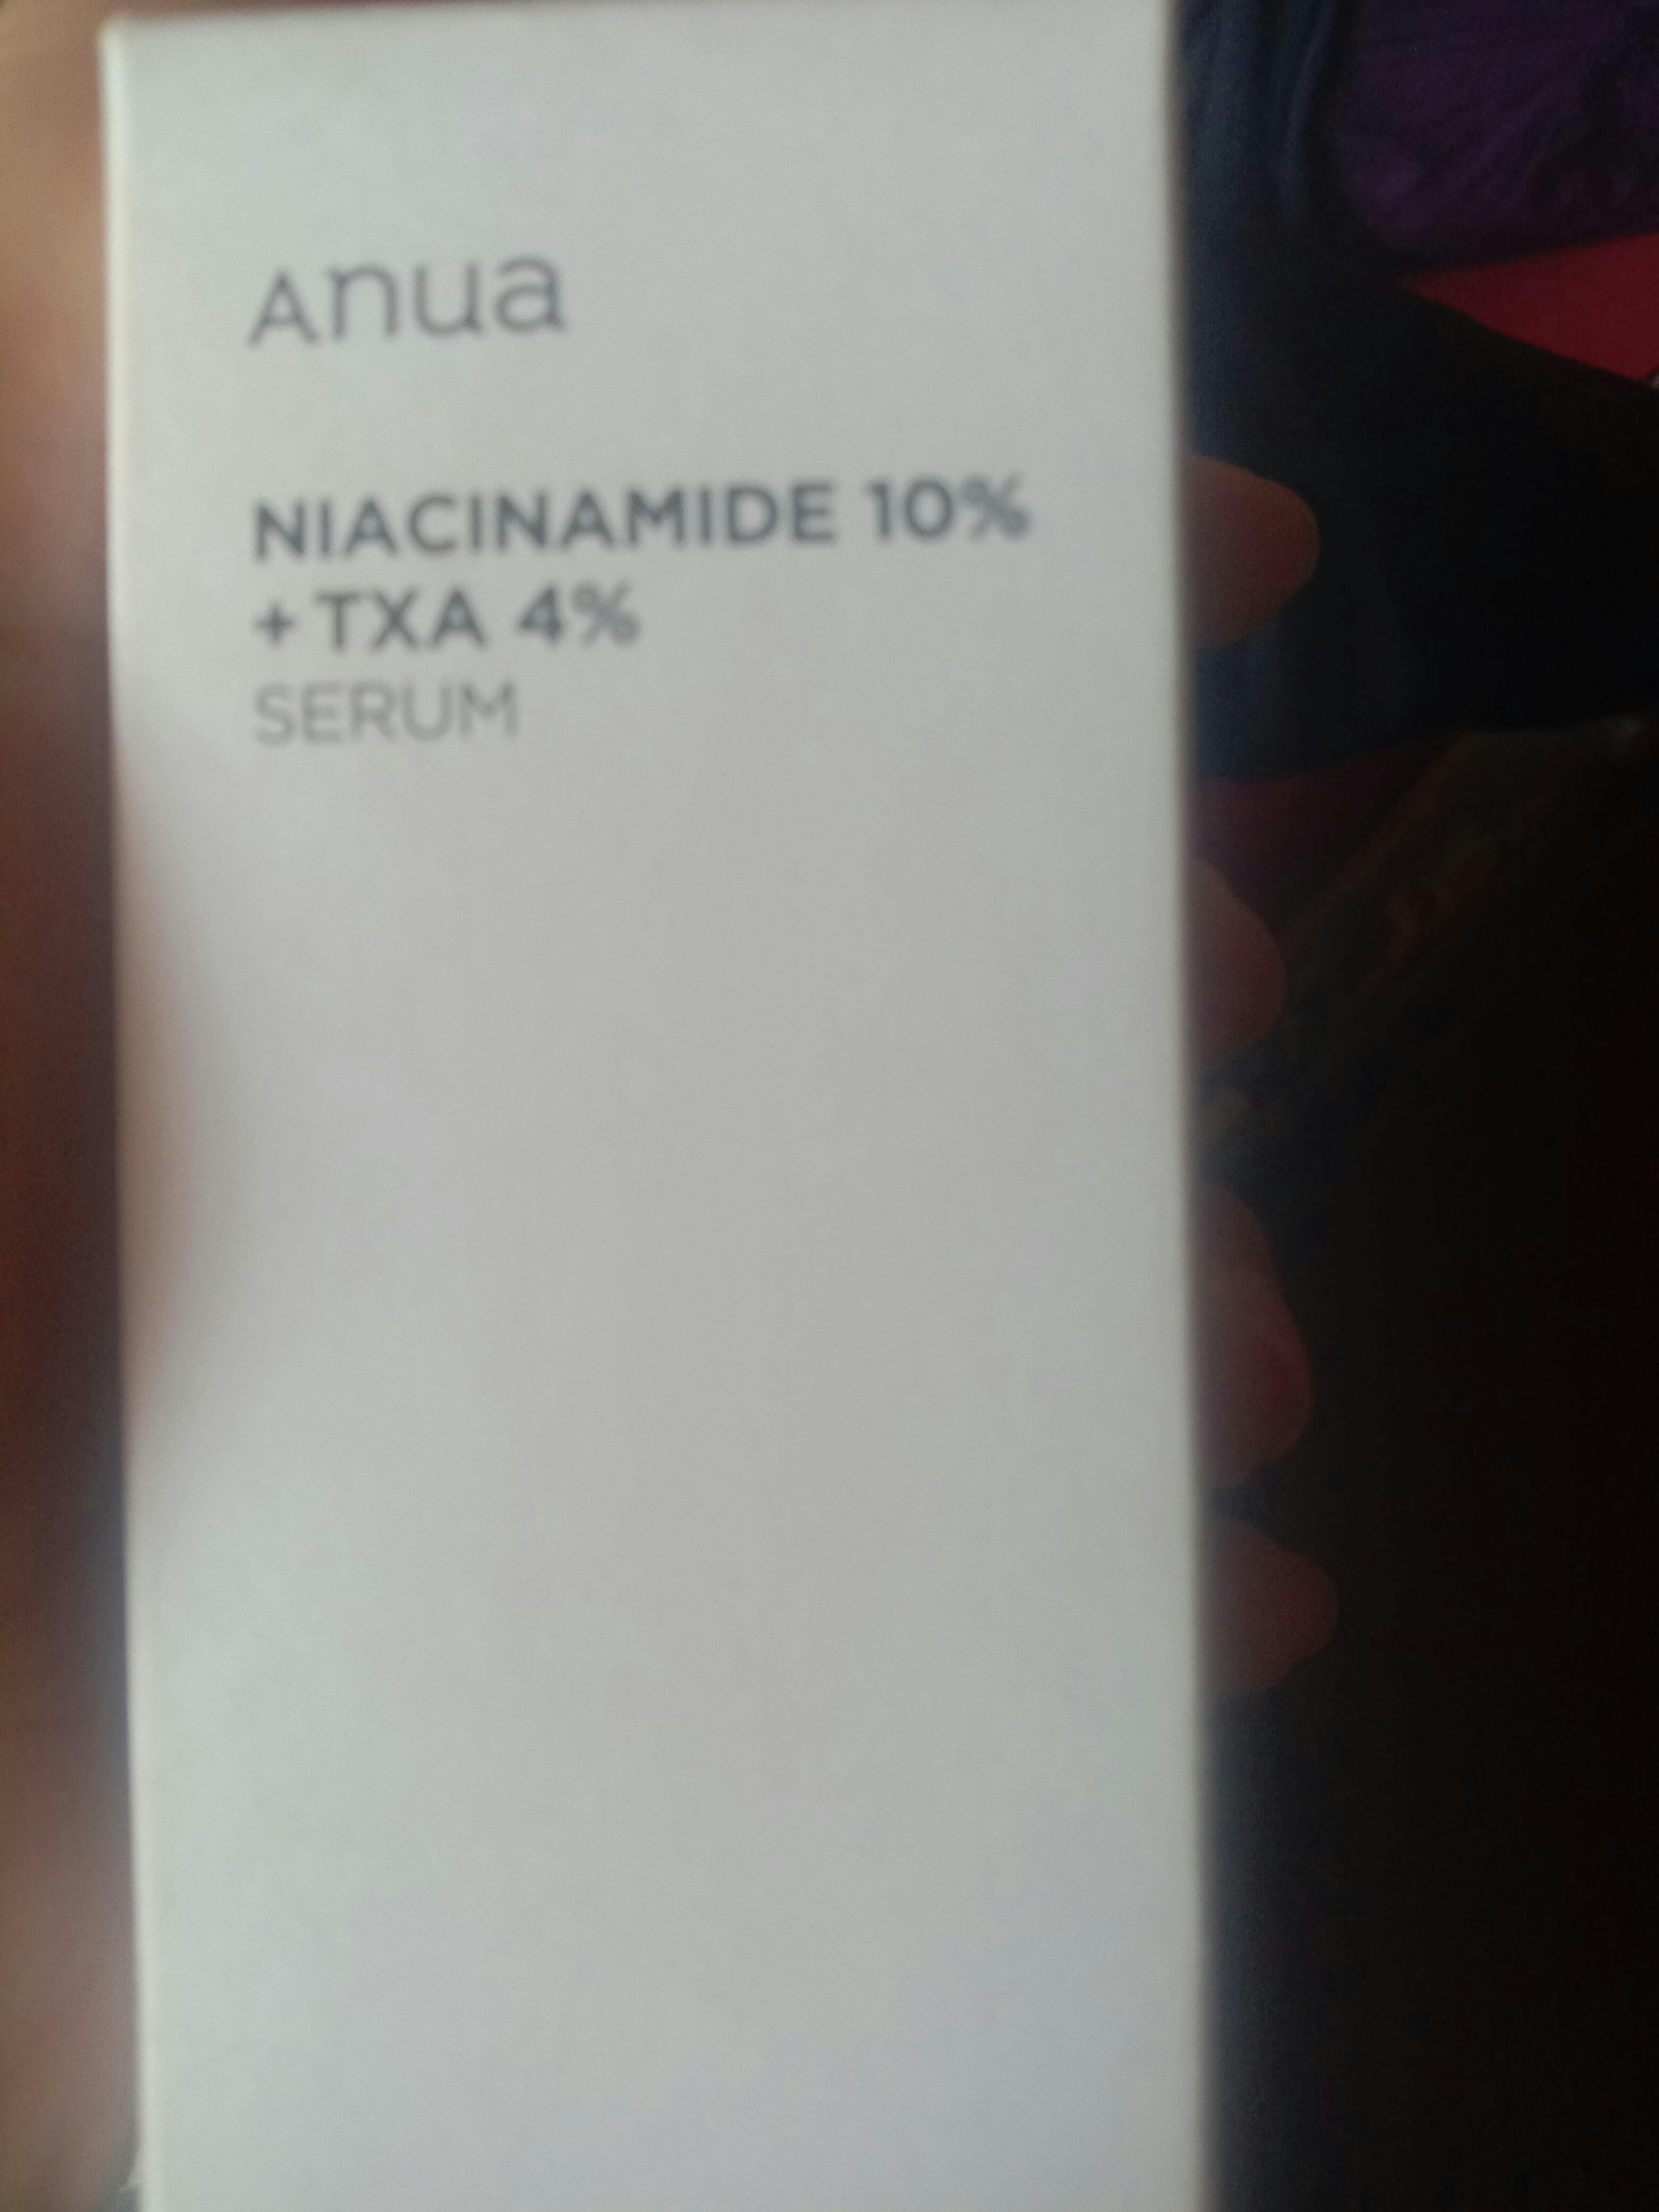 Anua
NIACINAMIDE 10%
+ TXA 4%
SERUM